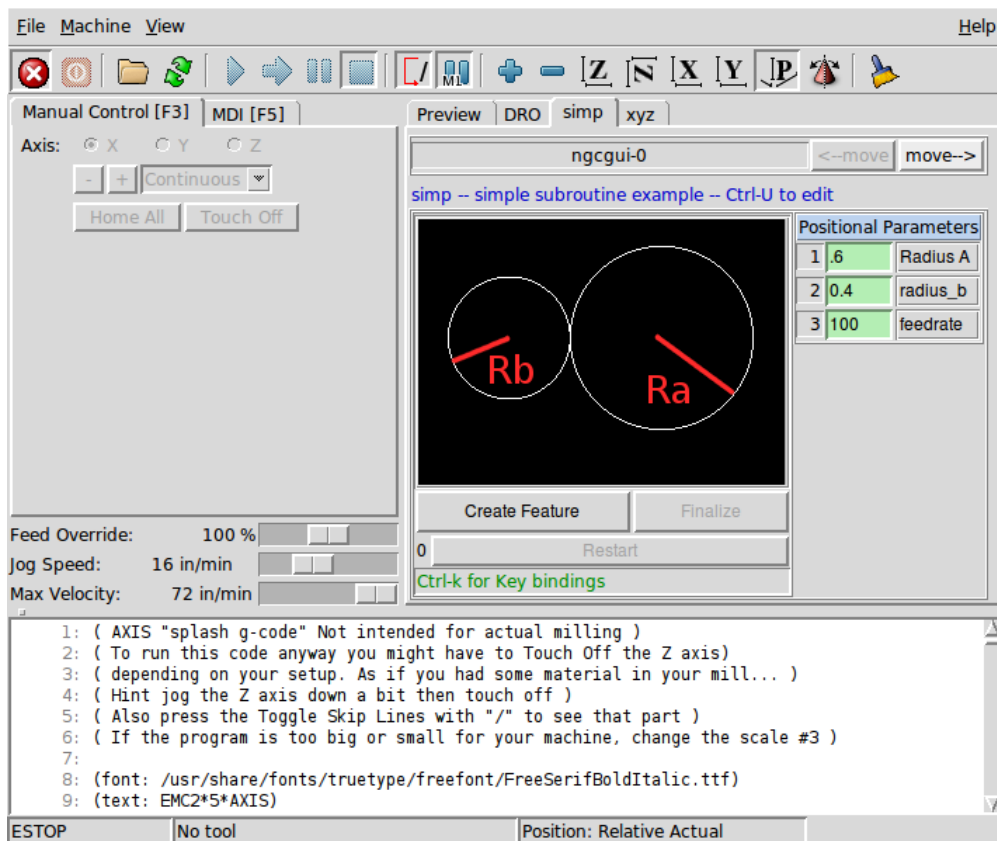 File Machine View Help
M1 Z N X Y P
Manual Control [F3] MDI [F5] Preview DRO simp xyz
Axis: X Y Z
ngcgui-0 <--move move-->
- + Continuous
simp -- simple subroutine example -- Ctrl-U to edit
Home All Touch Off
Positional Parameters
1 .6 Radius A
2 0.4 radius_b
3 100 feedrate
Rb Ra
Create Feature Finalize
0 Restart
Ctrl-k for Key bindings
Feed Override: 100 %
Jog Speed: 16 in/min
Max Velocity: 72 in/min
1: ( AXIS "splash g-code" Not intended for actual milling )
2: ( To run this code anyway you might have to Touch Off the Z axis)
3: ( depending on your setup. As if you had some material in your mill... )
4: ( Hint jog the Z axis down a bit then touch off )
5: ( Also press the Toggle Skip Lines with "/" to see that part )
6: ( If the program is too big or small for your machine, change the scale #3 )
7:
8: (font: /usr/share/fonts/truetype/freefont/FreeSerifBoldItalic.ttf)
9: (text: EMC2*5*AXIS)
ESTOP No tool Position: Relative Actual